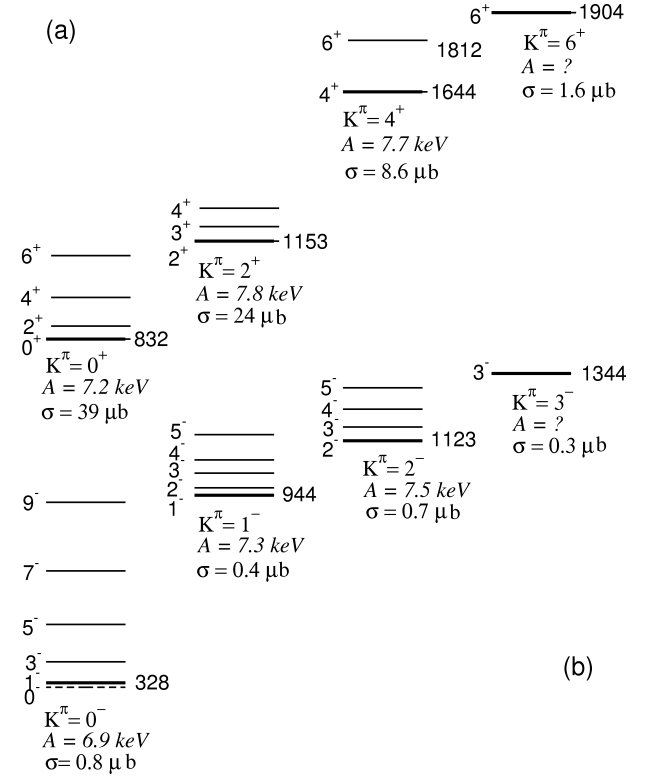 (a)
6+ 1904
Kπ = 6+
A = ?
σ = 1.6 μb
6+ 1812
4+ 1644
Kπ = 4+
A = 7.7 keV
σ = 8.6 μb
4+
3+
2+ 1153
Kπ = 2+
A = 7.8 keV
σ = 24 μb
6+
4+
2+
0+ 832
Kπ = 0+
A = 7.2 keV
σ = 39 μb
3- 1344
Kπ = 3−
A = ?
σ = 0.3 μb
5-
4-
3-
2- 1123
Kπ = 2−
A = 7.5 keV
σ = 0.7 μb
5-
4-
3-
2-
1- 944
Kπ = 1−
A = 7.3 keV
σ = 0.4 μb
9-
7-
5-
3-
1- 328
0-
Kπ = 0−
A = 6.9 keV
σ = 0.8 μb
(b)